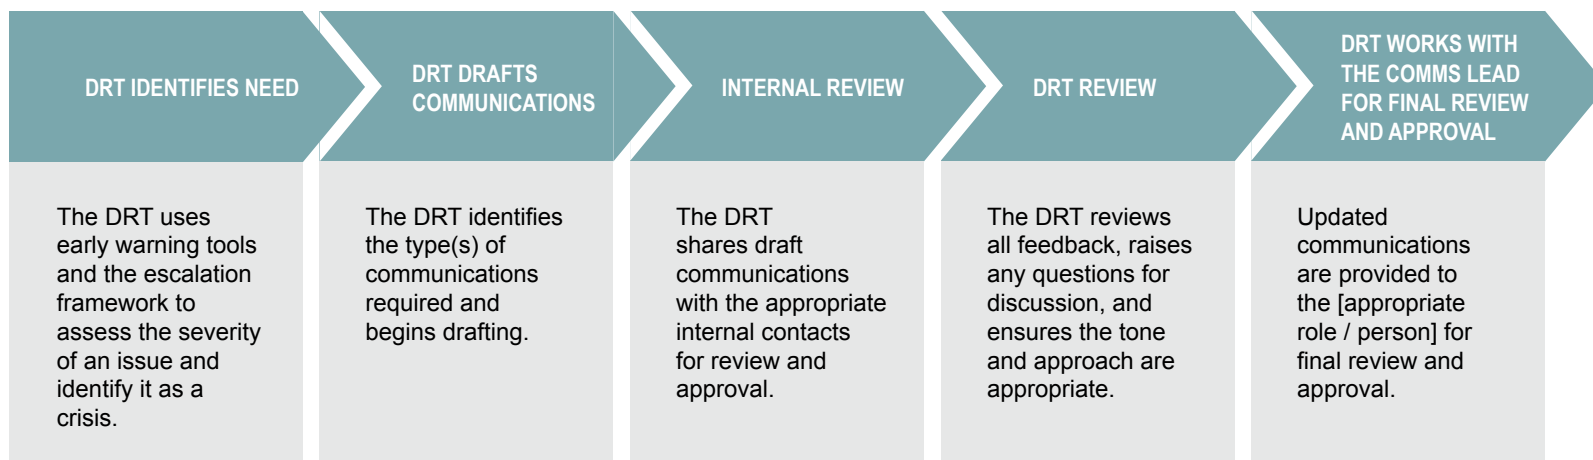 DRT IDENTIFIES NEED
The DRT uses
early warning tools
and the escalation
framework to
assess the severity
of an issue and
identify it as a
crisis.
DRT DRAFTS
COMMUNICATIONS
The DRT identifies
the type(s) of
communications
required and
begins drafting.
INTERNAL REVIEW
The DRT
shares draft
communications
with the appropriate
internal contacts
for review and
approval.
DRT REVIEW
The DRT reviews
all feedback, raises
any questions for
discussion, and
ensures the tone
and approach are
appropriate.
DRT WORKS WITH
THE COMMS LEAD
FOR FINAL REVIEW
AND APPROVAL
Updated
communications
are provided to
the [appropriate
role / person] for
final review and
approval.